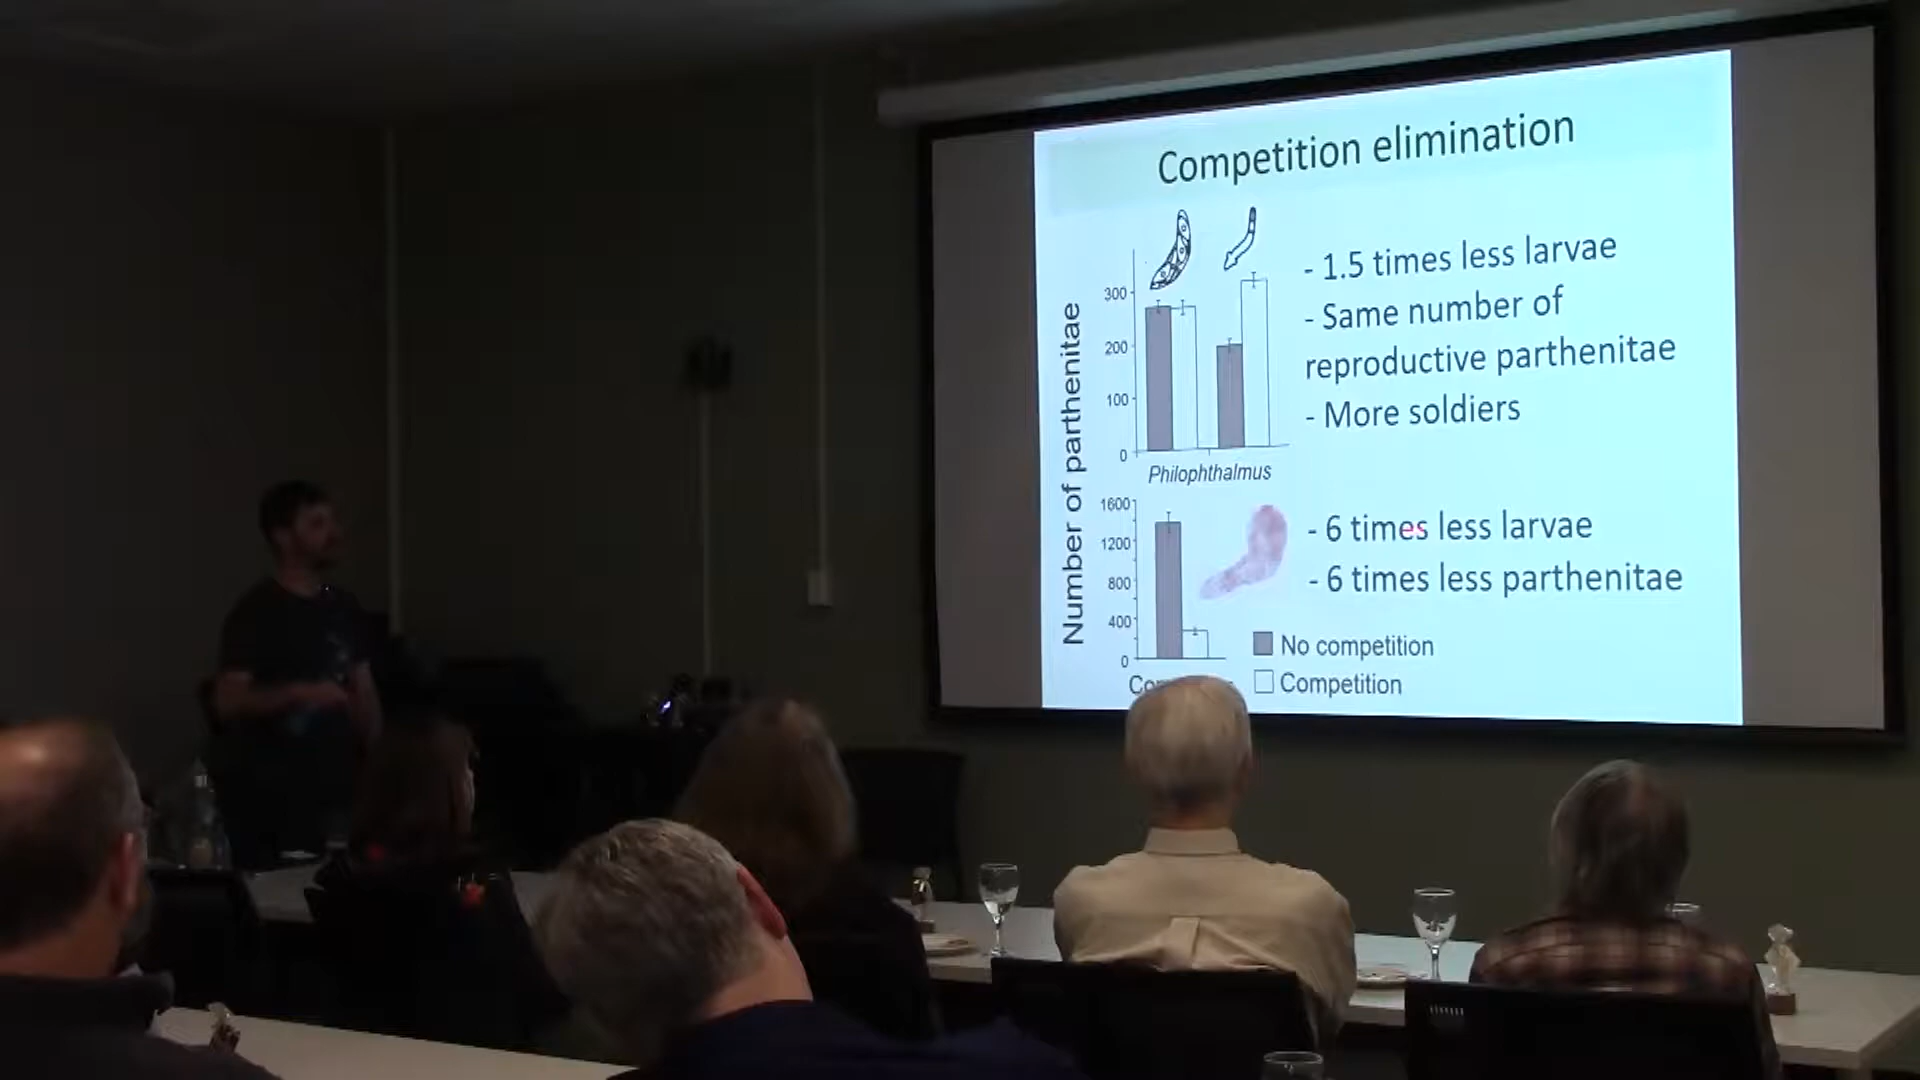 Competition elimination
- 1.5 times less larvae
- Same number of
reproductive parthenitae
- More soldiers
Number of parthenitae
300
200
100
0
Philophthalmus
1600
1200
800
400
0
- 6 times less larvae
- 6 times less parthenitae
No competition
Competition